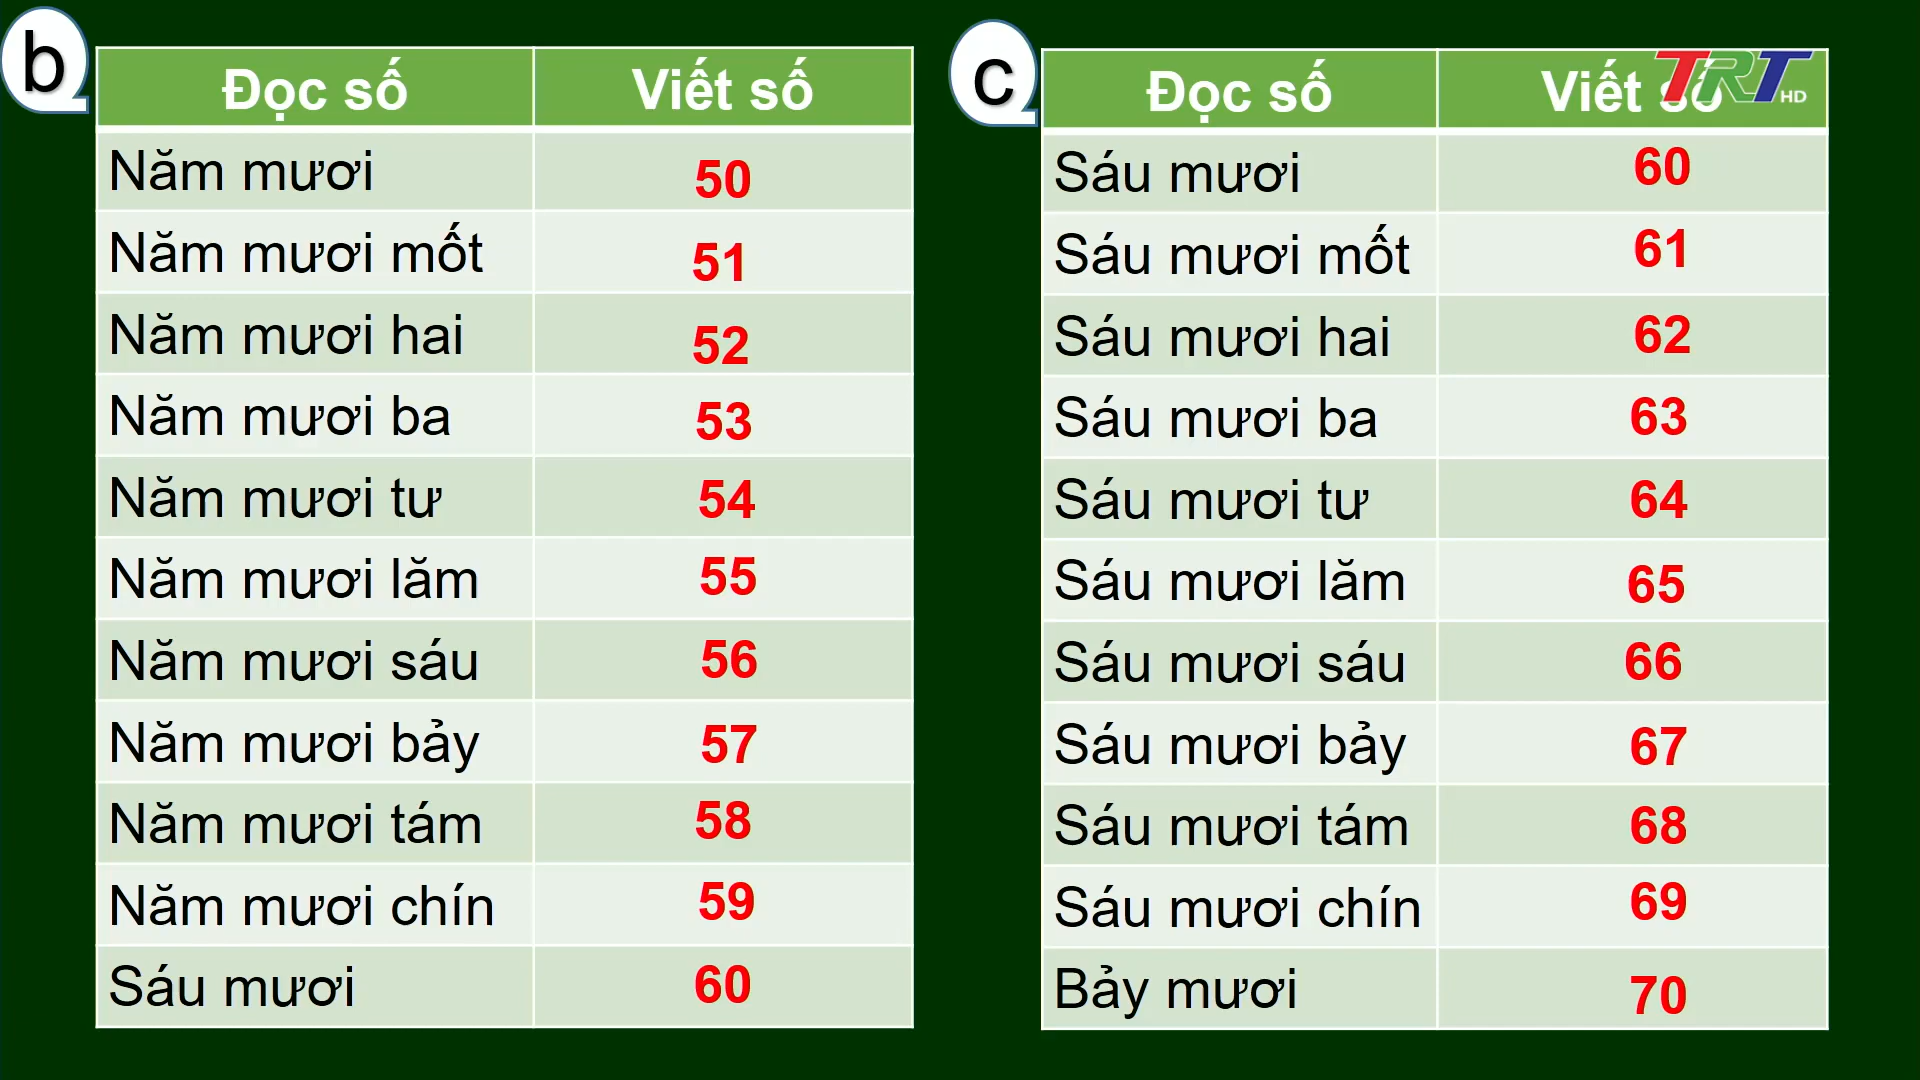 b
Đọc số Viết số
Năm mươi 50
Năm mươi mốt 51
Năm mươi hai 52
Năm mươi ba 53
Năm mươi tư 54
Năm mươi lăm 55
Năm mươi sáu 56
Năm mươi bảy 57
Năm mươi tám 58
Năm mươi chín 59
Sáu mươi 60
c
Đọc số Viết số
TRT HD
Sáu mươi 60
Sáu mươi mốt 61
Sáu mươi hai 62
Sáu mươi ba 63
Sáu mươi tư 64
Sáu mươi lăm 65
Sáu mươi sáu 66
Sáu mươi bảy 67
Sáu mươi tám 68
Sáu mươi chín 69
Bảy mươi 70